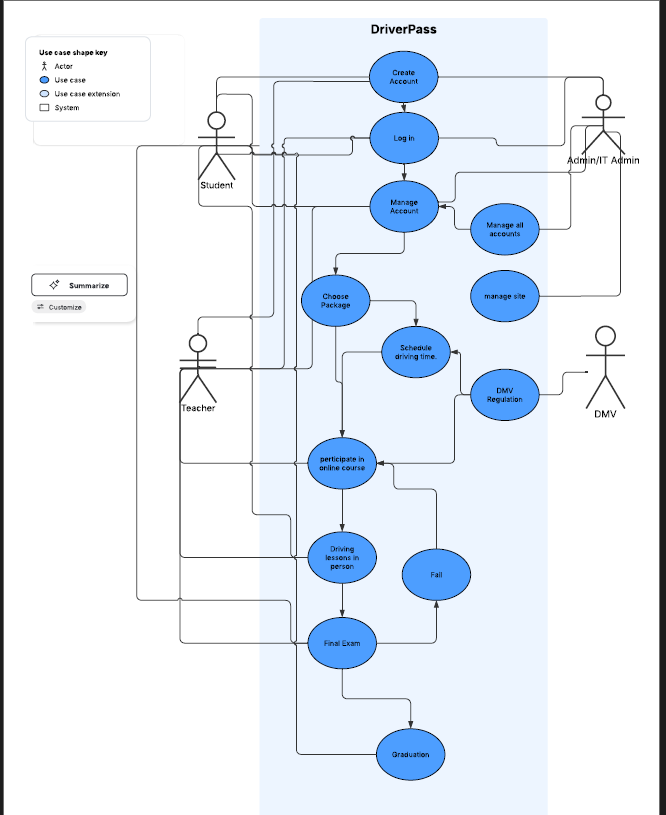 DriverPass
Use case shape key
Actor
Use case
Use case extension
System
Create
Account
Log in
Student
Admin/IT Admin
Manage
Account
Manage all
accounts
Summarize
Customize
Choose
Package
manage site
Schedule
driving time.
Teacher
DMV
Regulation
DMV
perticipate in
online course
Driving
lessons in
person
Fail
Final Exam
Graduation